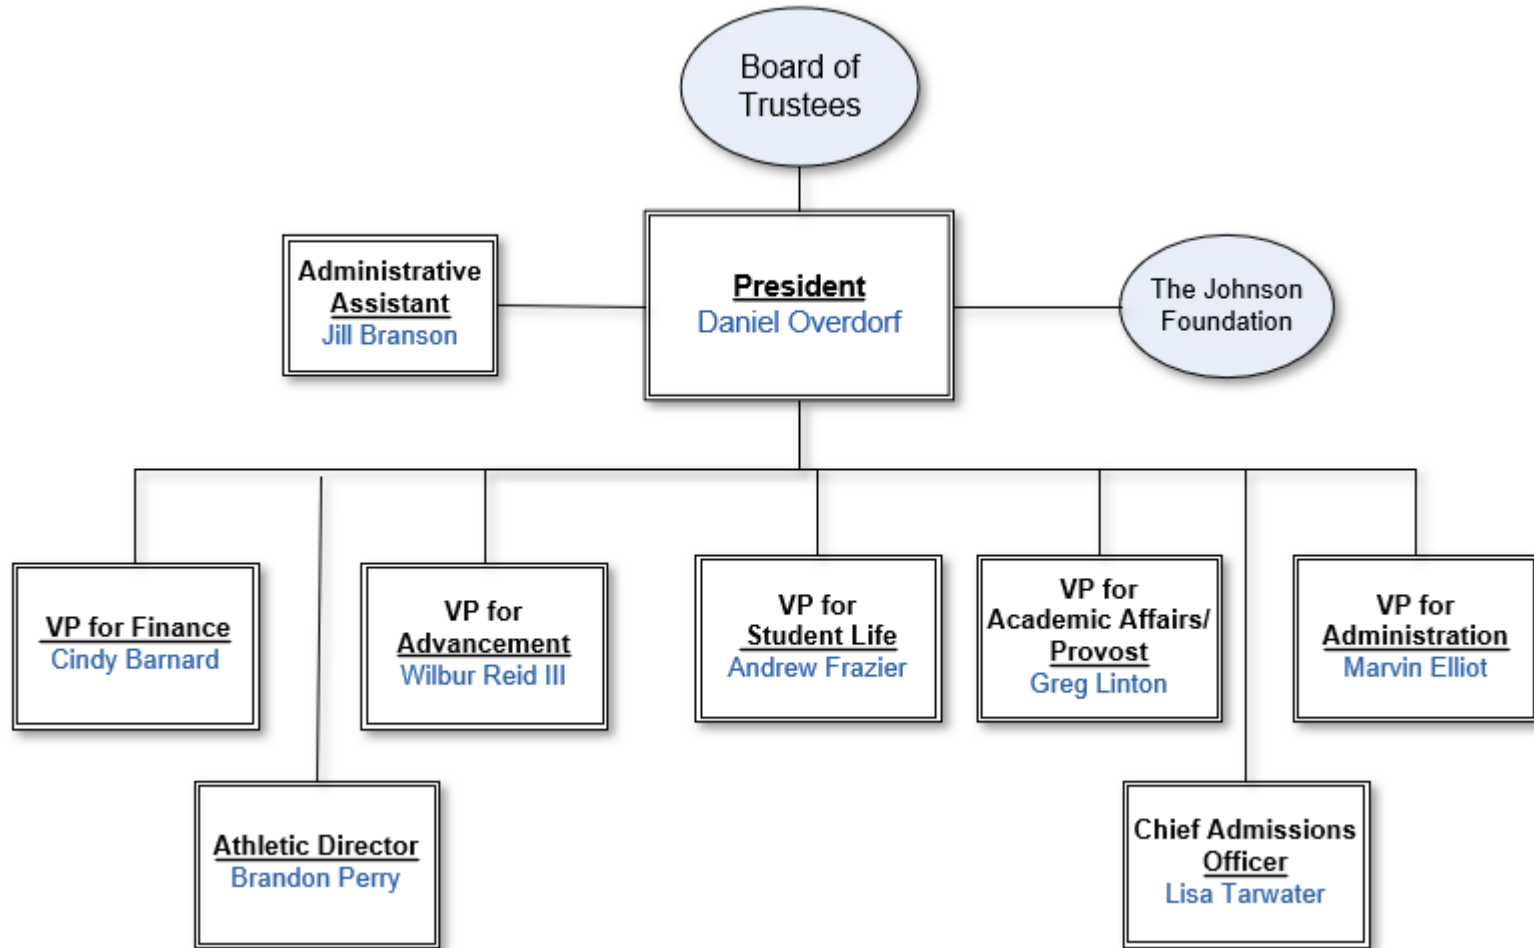 Board of
Trustees
Administrative
Assistant
Jill Branson
President
Daniel Overdorf
The Johnson
Foundation
VP for Finance
Cindy Barnard
VP for
Advancement
Wilbur Reid III
VP for
Student Life
Andrew Frazier
VP for
Academic Affairs/
Provost
Greg Linton
VP for
Administration
Marvin Elliot
Athletic Director
Brandon Perry
Chief Admissions
Officer
Lisa Tarwater